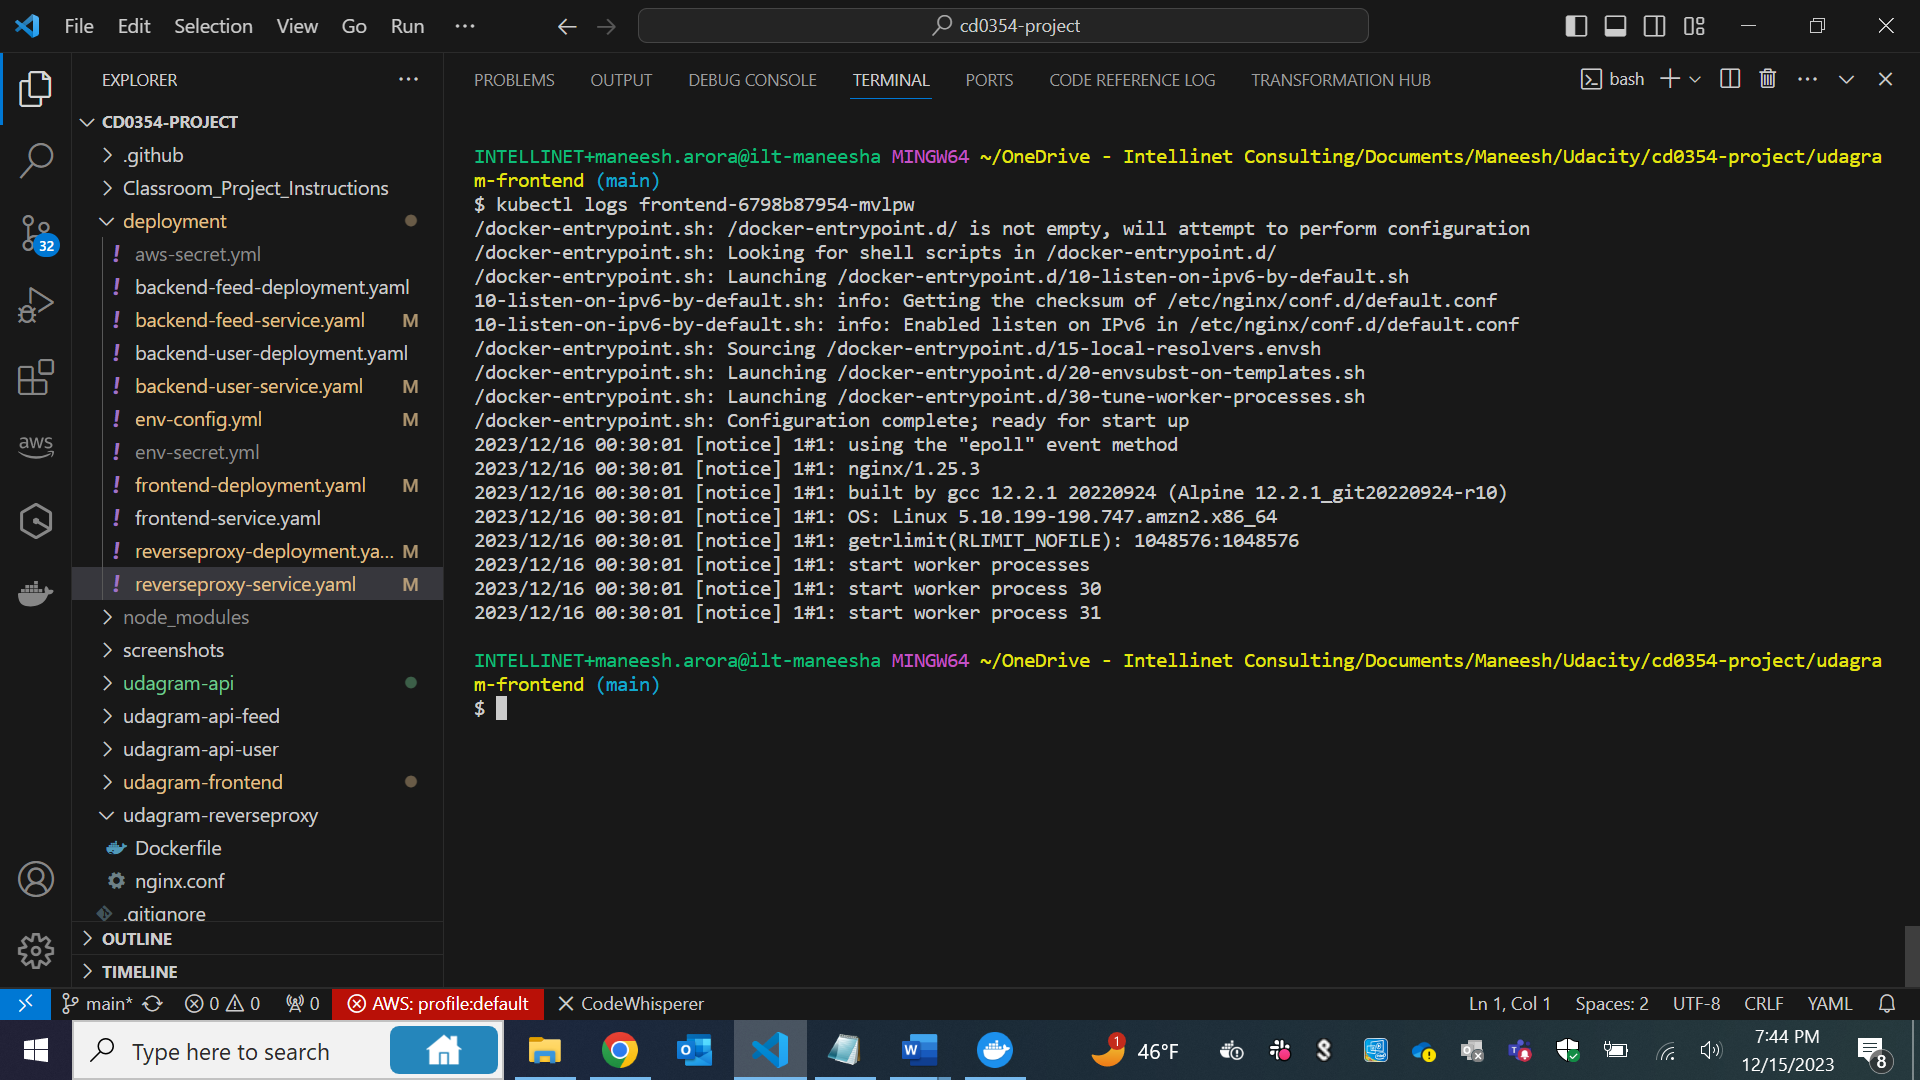 File Edit Selection View Go Run ···
cd0354-project
EXPLORER ···
CD0354-PROJECT
.github
Classroom_Project_Instructions
deployment
! aws-secret.yml
! backend-feed-deployment.yaml
! backend-feed-service.yaml M
! backend-user-deployment.yaml
! backend-user-service.yaml M
! env-config.yml M
! env-secret.yml
! frontend-deployment.yaml M
! frontend-service.yaml
! reverseproxy-deployment.ya... M
! reverseproxy-service.yaml M
node_modules
screenshots
udagram-api
udagram-api-feed
udagram-api-user
udagram-frontend
udagram-reverseproxy
Dockerfile
nginx.conf
.gitignore
OUTLINE
TIMELINE
32
aws
PROBLEMS OUTPUT DEBUG CONSOLE TERMINAL PORTS CODE REFERENCE LOG TRANSFORMATION HUB
bash
INTELLINET+maneesh.arora@ilt-maneesha MINGW64 ~/OneDrive - Intellinet Consulting/Documents/Maneesh/Udacity/cd0354-project/udagra
m-frontend (main)
$ kubectl logs frontend-6798b87954-mvlpw
/docker-entrypoint.sh: /docker-entrypoint.d/ is not empty, will attempt to perform configuration
/docker-entrypoint.sh: Looking for shell scripts in /docker-entrypoint.d/
/docker-entrypoint.sh: Launching /docker-entrypoint.d/10-listen-on-ipv6-by-default.sh
10-listen-on-ipv6-by-default.sh: info: Getting the checksum of /etc/nginx/conf.d/default.conf
10-listen-on-ipv6-by-default.sh: info: Enabled listen on IPv6 in /etc/nginx/conf.d/default.conf
/docker-entrypoint.sh: Sourcing /docker-entrypoint.d/15-local-resolvers.envsh
/docker-entrypoint.sh: Launching /docker-entrypoint.d/20-envsubst-on-templates.sh
/docker-entrypoint.sh: Launching /docker-entrypoint.d/30-tune-worker-processes.sh
/docker-entrypoint.sh: Configuration complete; ready for start up
2023/12/16 00:30:01 [notice] 1#1: using the "epoll" event method
2023/12/16 00:30:01 [notice] 1#1: nginx/1.25.3
2023/12/16 00:30:01 [notice] 1#1: built by gcc 12.2.1 20220924 (Alpine 12.2.1_git20220924-r10)
2023/12/16 00:30:01 [notice] 1#1: OS: Linux 5.10.199-190.747.amzn2.x86_64
2023/12/16 00:30:01 [notice] 1#1: getrlimit(RLIMIT_NOFILE): 1048576:1048576
2023/12/16 00:30:01 [notice] 1#1: start worker processes
2023/12/16 00:30:01 [notice] 1#1: start worker process 30
2023/12/16 00:30:01 [notice] 1#1: start worker process 31
INTELLINET+maneesh.arora@ilt-maneesha MINGW64 ~/OneDrive - Intellinet Consulting/Documents/Maneesh/Udacity/cd0354-project/udagra
m-frontend (main)
$
main* 0 0 0 AWS: profile:default CodeWhisperer Ln 1, Col 1 Spaces: 2 UTF-8 CRLF YAML
Type here to search
1 46°F
7:44 PM
12/15/2023
8